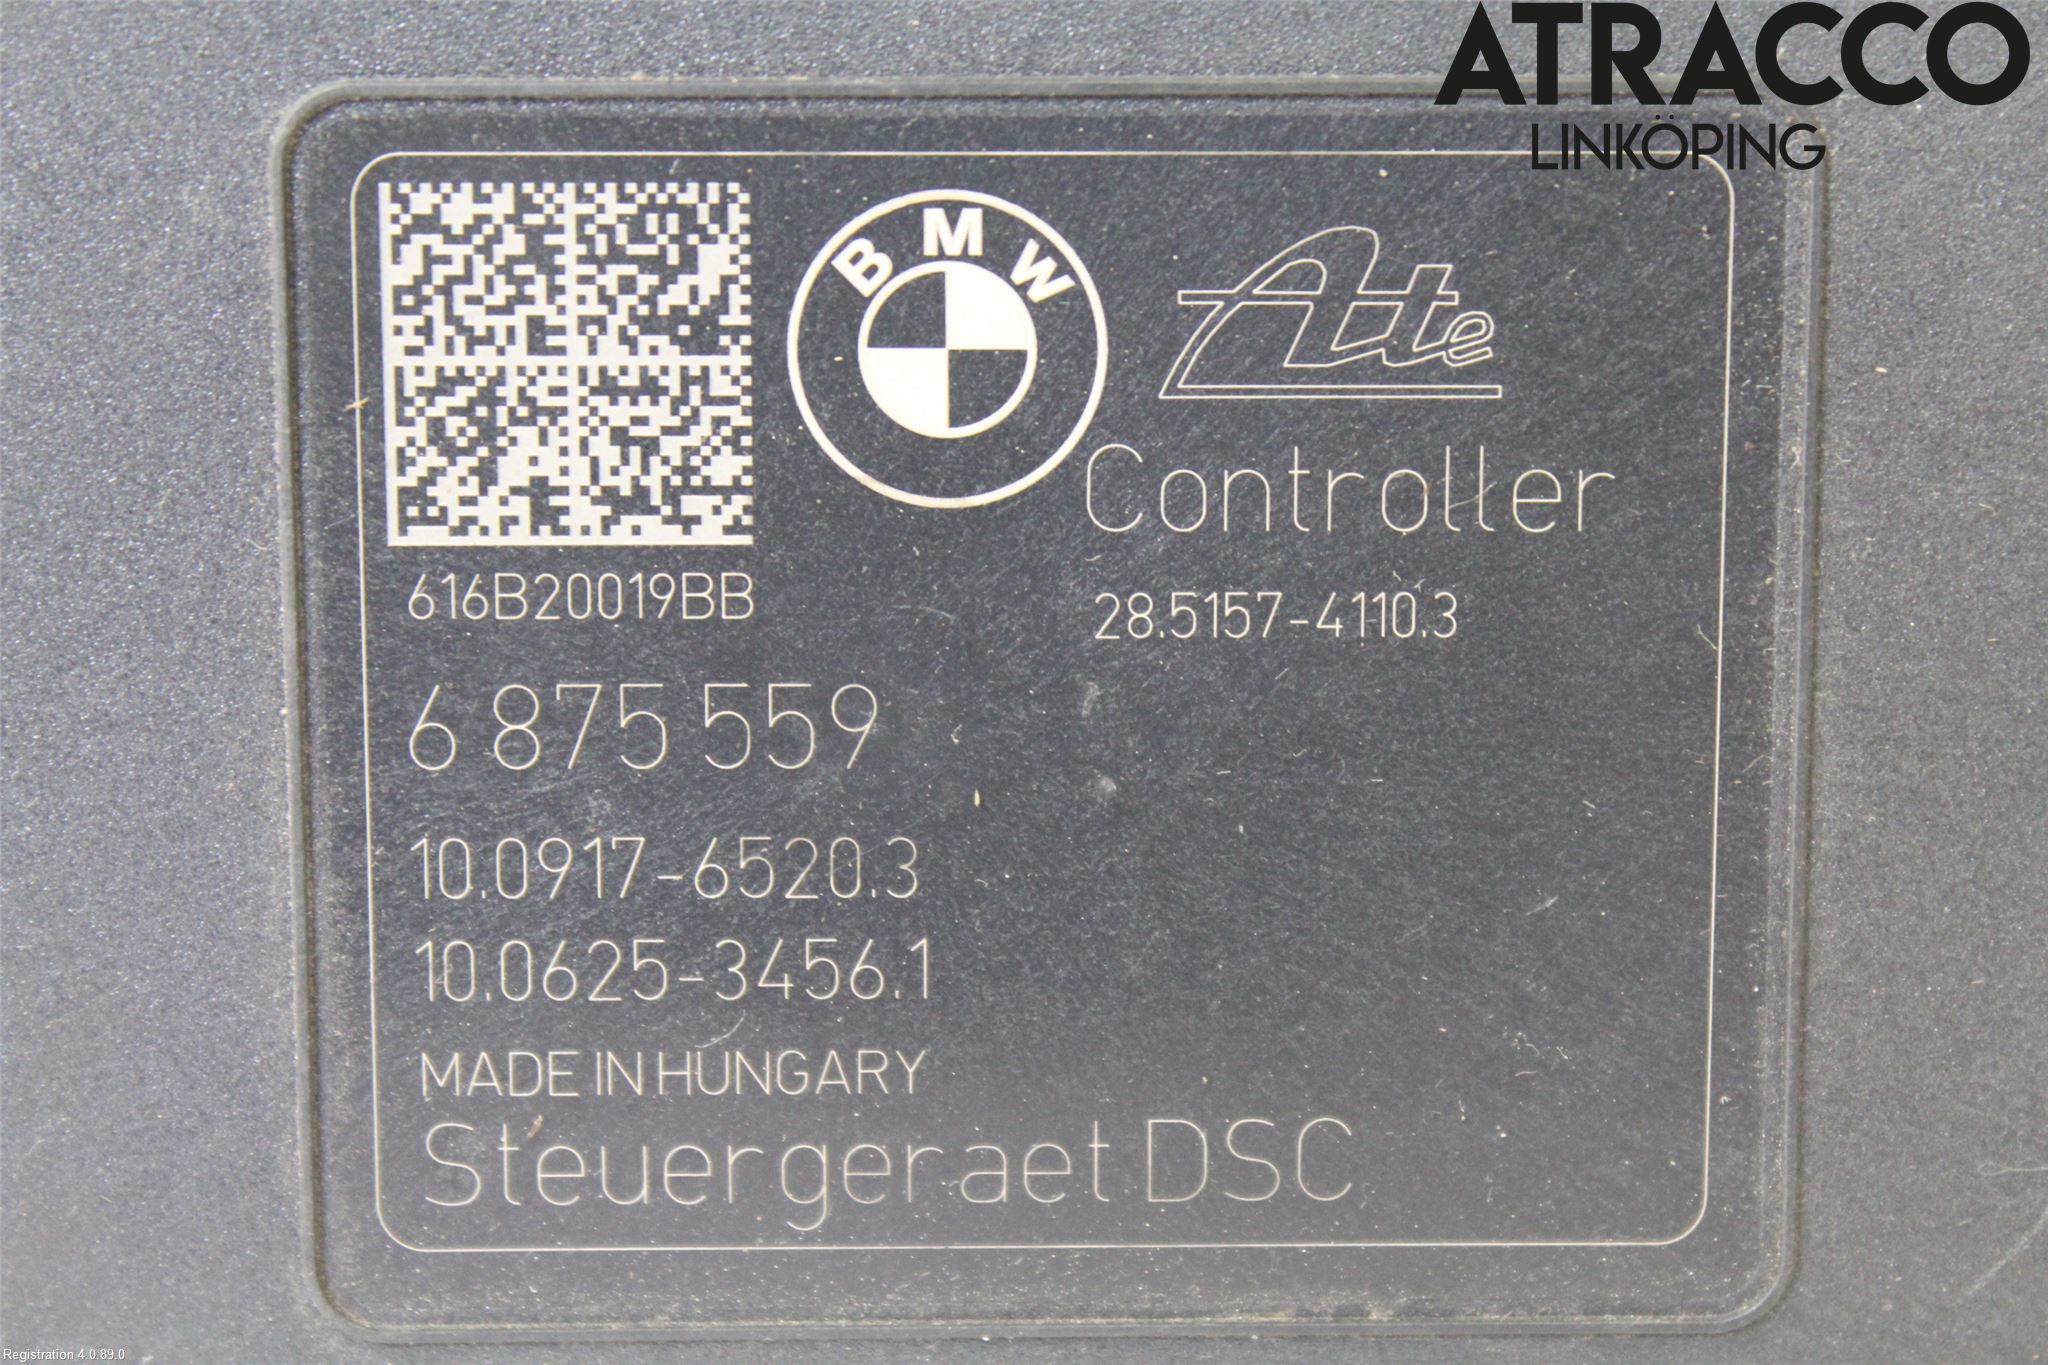 ATRACCO
LINKÖPING
BMW
Ate
Controller
616B20019BB
28.5157-4110.3
6 875 559
10.0917-6520.3
10.0625-3456.1
MADE IN HUNGARY
Steuergeraet DSC
Registration 4.0.89.0